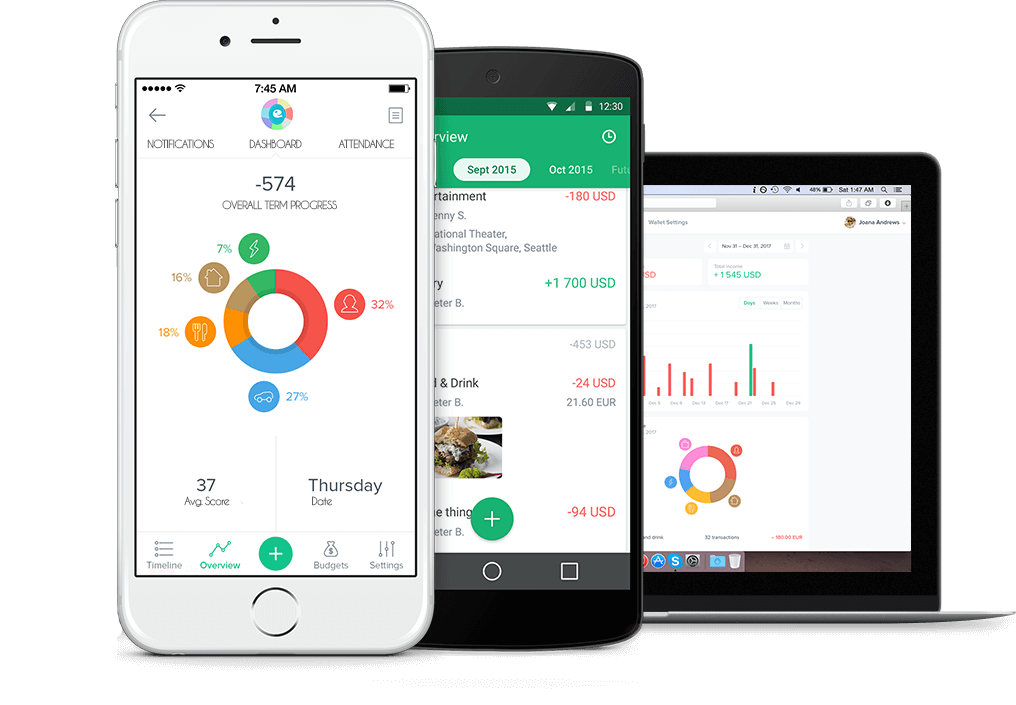 7:45 AM
NOTIFICATIONS
DASHBOARD
ATTENDANCE
-574
OVERALL TERM PROGRESS
7%
16%
32%
18%
27%
37
Avg. Score
Thursday
Date
Timeline
Overview
+
Budgets
$
Settings
12:30
rview
Sept 2015
Oct 2015
Futu
rtainment
-180 USD
enny S.
ational Theater,
Washington Square, Seattle
ry
+1 700 USD
eter B.
-453 USD
d & Drink
-24 USD
eter B.
21.60 EUR
e thing
-94 USD
eter B.
+
48%
Sat 1:47 AM
Wallet Settings
Joana Andrews
Nov 31 – Dec 31, 2017
SD
Total Income
+1 545 USD
2017
Days
Weeks
Months
Dec 5
Dec 9
Dec 13
Dec 17
Dec 21
Dec 25
Dec 29
2017
nd drink
32 transactions
– 180.00 EUR
S